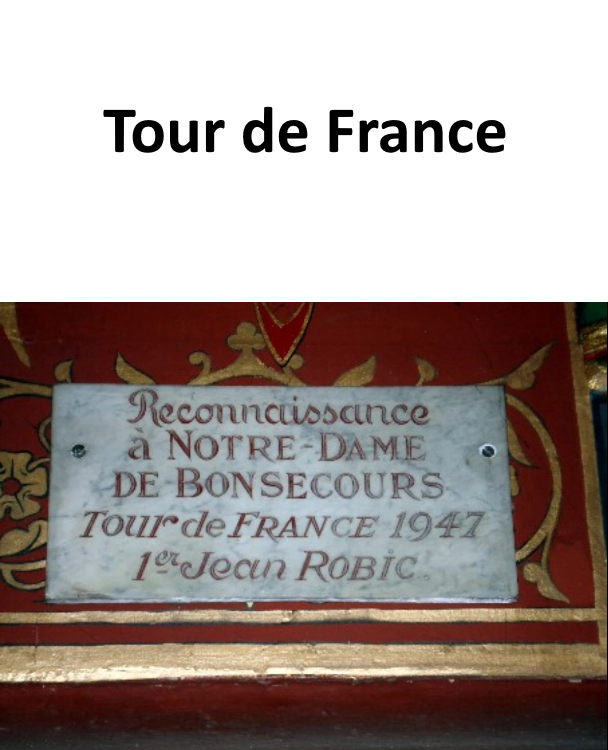 Tour de France
Reconnaissance
à NOTRE-DAME
DE BONSECOURS
Tour de FRANCE 1947
1er Jean ROBIC.